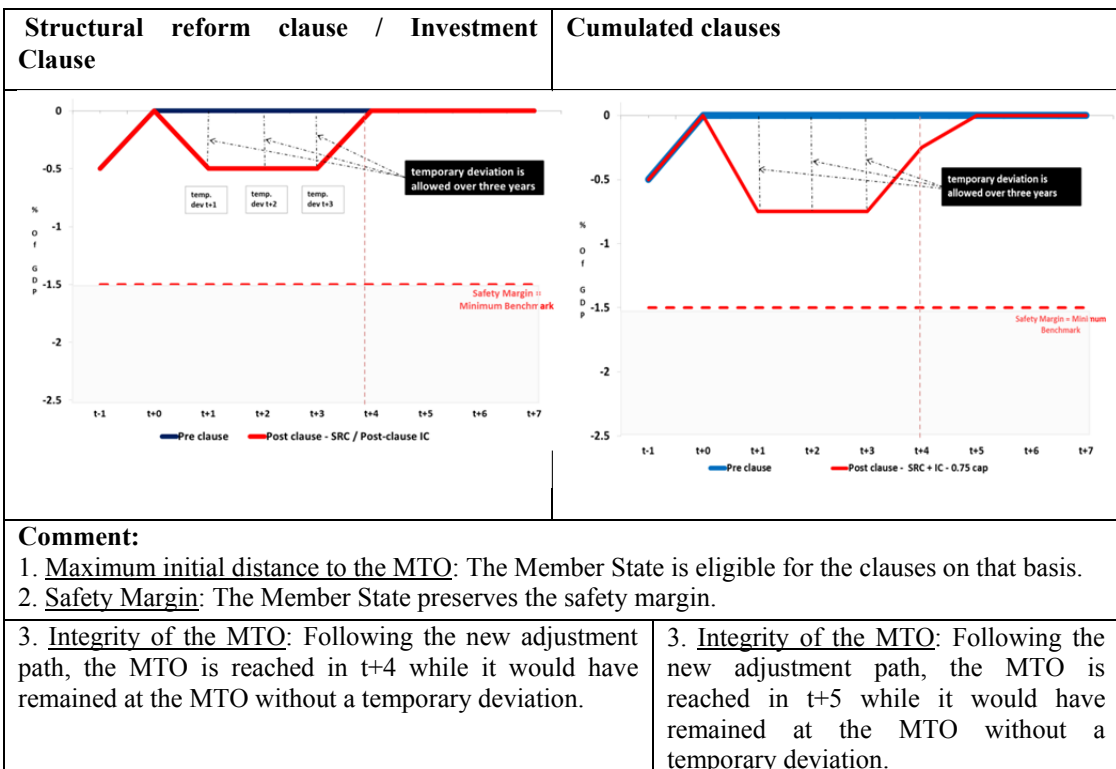 Structural reform clause / Investment
Clause
Cumulated clauses
0
-0.5
-1
-1.5
-2
-2.5
% Of GDP
temp.
dev t+1
temp.
dev t+2
temp.
dev t+3
temporary deviation is
allowed over three years
Safety Margin =
Minimum Benchmark
t-1 t+0 t+1 t+2 t+3 t+4 t+5 t+6 t+7
Pre clause Post clause - SRC / Post-clause IC
0
-0.5
-1
-1.5
-2
-2.5
% Of GDP
temporary deviation is
allowed over three years
Safety Margin = Minimum
Benchmark
t-1 t+0 t+1 t+2 t+3 t+4 t+5 t+6 t+7
Pre clause Post clause - SRC + IC - 0.75 cap
Comment:
1. Maximum initial distance to the MTO: The Member State is eligible for the clauses on that basis.
2. Safety Margin: The Member State preserves the safety margin.
3. Integrity of the MTO: Following the new adjustment
path, the MTO is reached in t+4 while it would have
remained at the MTO without a temporary deviation.
3. Integrity of the MTO: Following the
new adjustment path, the MTO is
reached in t+5 while it would have
remained at the MTO without a
temporary deviation.